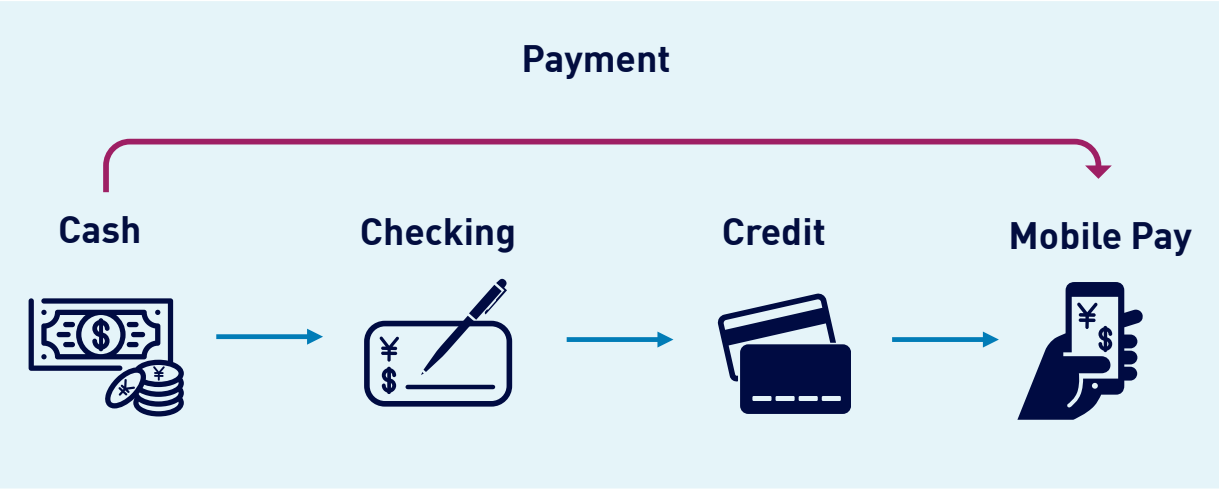 Payment
Cash
Checking
Credit
Mobile Pay
$
¥
¥
¥
$
¥
$